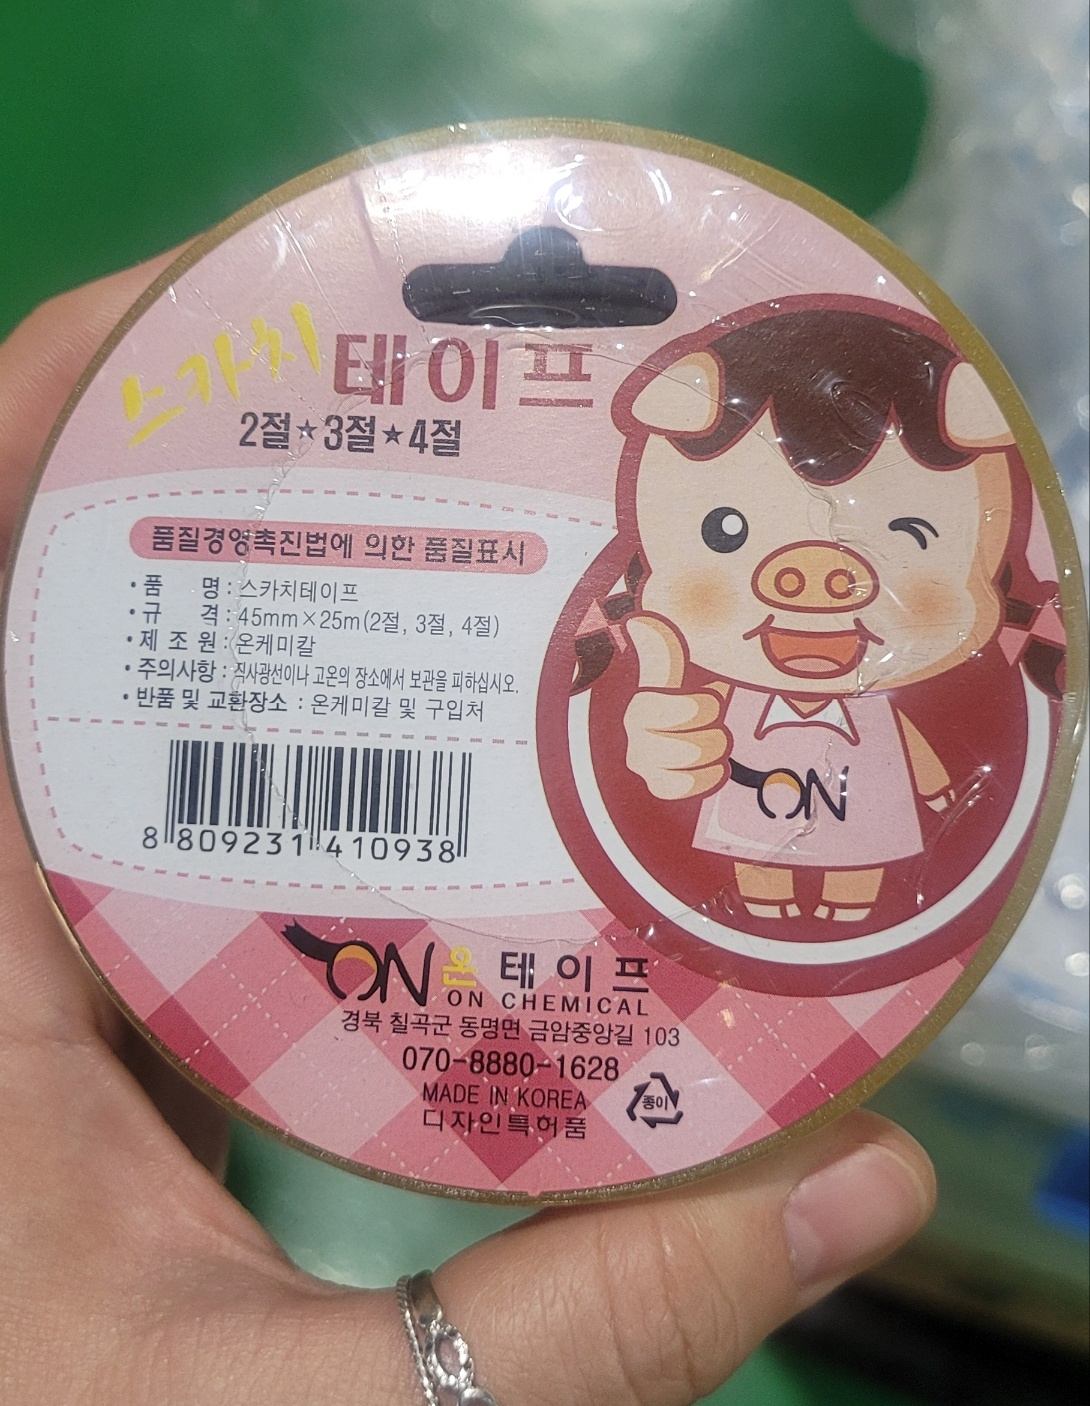 스카치테이프
2절★3절★4절
품질경영촉진법에 의한 품질표시
• 품 명 : 스카치테이프
• 규 격 : 45mm×25m(2절, 3절, 4절)
• 제 조 원 : 온케미칼
• 주의사항 : 직사광선이나 고온의 장소에서 보관을 피하십시오.
• 반품 및 교환장소 : 온케미칼 및 구입처
8 809231 410938
ON
ON 온테이프
ON CHEMICAL
경북 칠곡군 동명면 금암중앙길 103
070-8880-1628
MADE IN KOREA
디자인특허품
종이